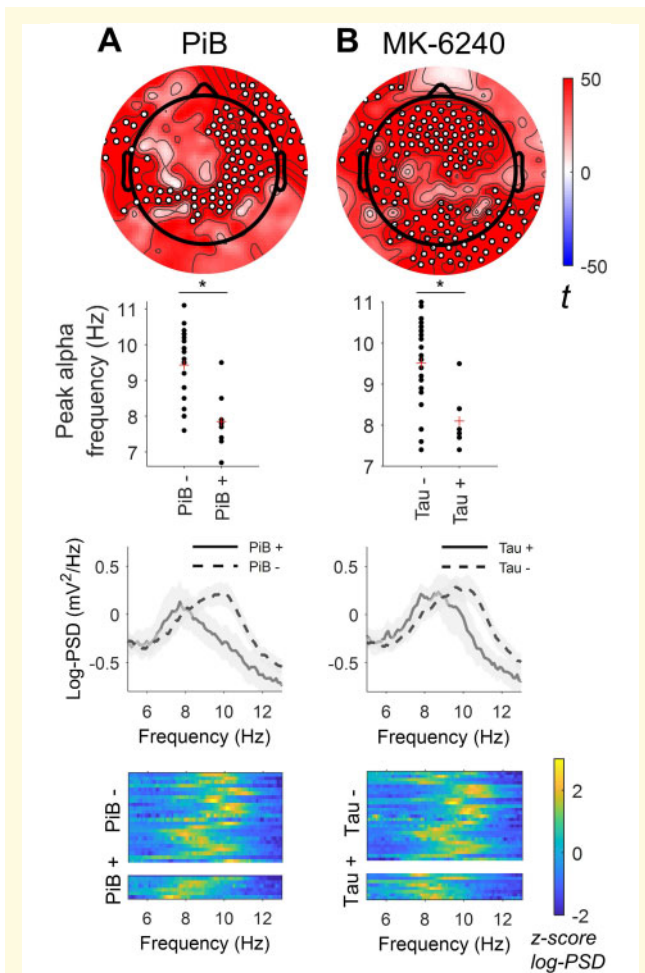 A PiB
B MK-6240
50
0
-50
t
*
*
Peak alpha
frequency (Hz)
11
10
9
8
7
PiB -
PiB +
11
10
9
8
7
Tau -
Tau +
PiB +
PiB -
Log-PSD (mV²/Hz)
0.5
0
-0.5
6 8 10 12
Frequency (Hz)
Tau +
Tau -
0.5
0
-0.5
6 8 10 12
Frequency (Hz)
PiB -
PiB +
6 8 10 12
Frequency (Hz)
Tau -
Tau +
6 8 10 12
Frequency (Hz)
2
0
-2
z-score
log-PSD